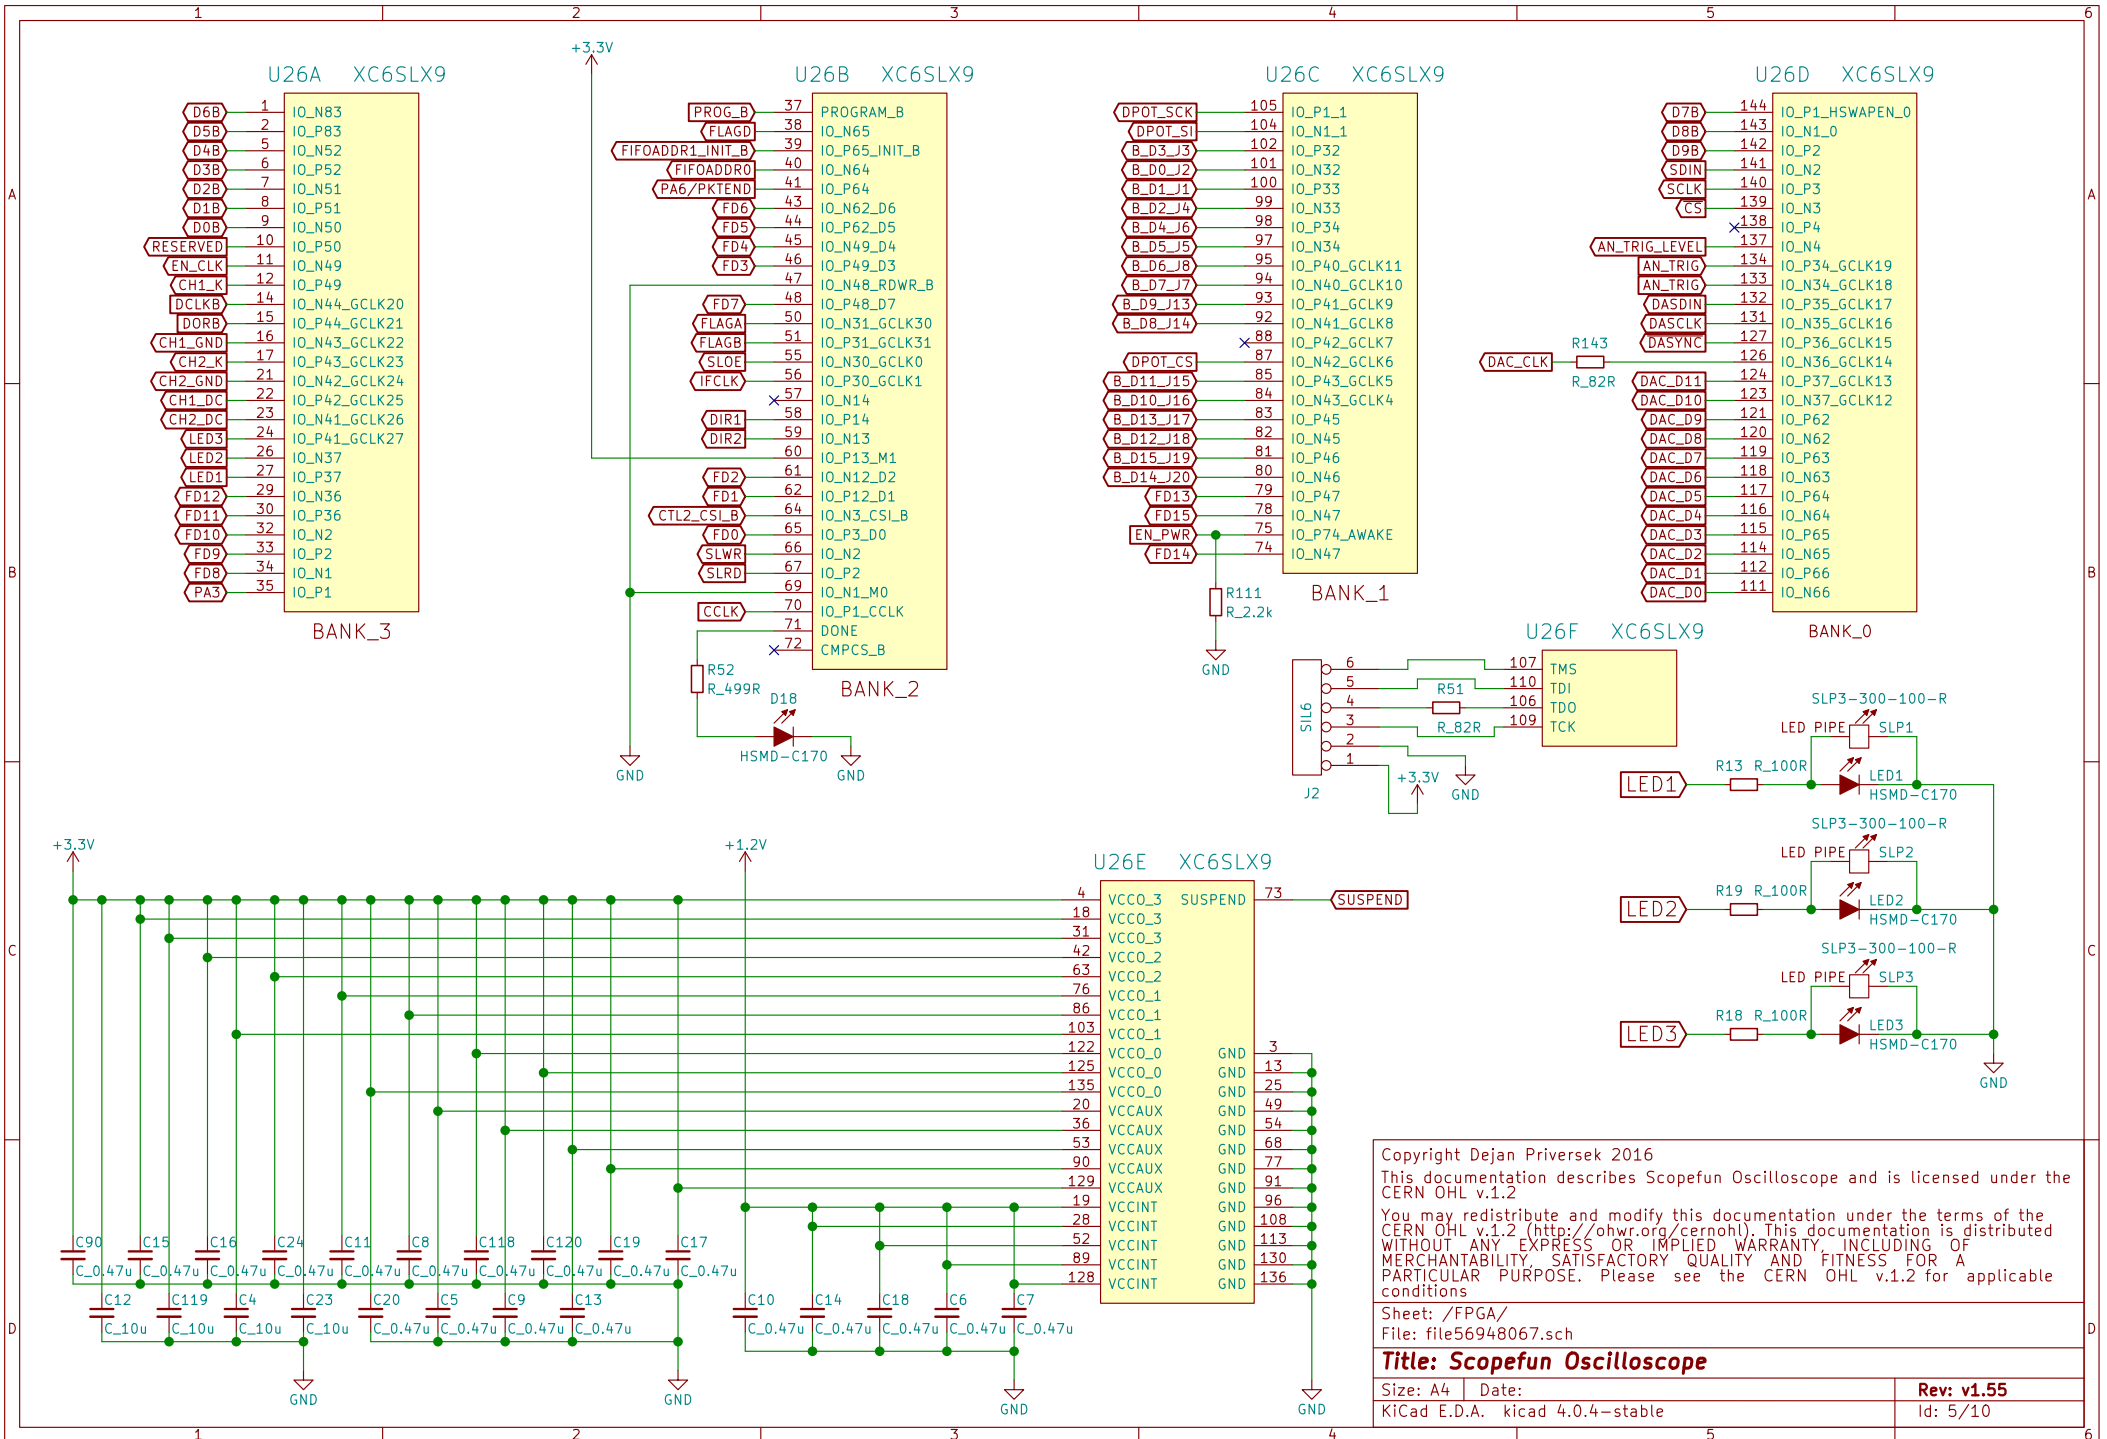 1 2 3 4 5 6
A
B
C
D
U26A XC6SLX9
D6B 1 IO_N83
D5B 2 IO_P83
D4B 5 IO_N52
D3B 6 IO_P52
D2B 7 IO_N51
D1B 8 IO_P51
D0B 9 IO_N50
RESERVED 10 IO_P50
EN_CLK 11 IO_N49
CH1_K 12 IO_P49
DCLKB 14 IO_N44_GCLK20
DORB 15 IO_P44_GCLK21
CH1_GND 16 IO_N43_GCLK22
CH2_K 17 IO_P43_GCLK23
CH2_GND 21 IO_N42_GCLK24
CH1_DC 22 IO_P42_GCLK25
CH2_DC 23 IO_N41_GCLK26
LED3 24 IO_P41_GCLK27
LED2 26 IO_N37
LED1 27 IO_P37
FD12 29 IO_N36
FD11 30 IO_P36
FD10 32 IO_N2
FD9 33 IO_P2
FD8 34 IO_N1
PA3 35 IO_P1
BANK_3
+3.3V
U26B XC6SLX9
PROG_B 37 PROGRAM_B
FLAGD 38 IO_N65
FIFOADDR1_INIT_B 39 IO_P65_INIT_B
FIFOADDR0 40 IO_N64
PA6/PKTEND 41 IO_P64
FD6 43 IO_N62_D6
FD5 44 IO_P62_D5
FD4 45 IO_N49_D4
FD3 46 IO_P49_D3
47 IO_N48_RDWR_B
FD7 48 IO_P48_D7
FLAGA 50 IO_N31_GCLK30
FLAGB 51 IO_P31_GCLK31
SLOE 55 IO_N30_GCLK0
IFCLK 56 IO_P30_GCLK1
57 IO_N14
DIR1 58 IO_P14
DIR2 59 IO_N13
60 IO_P13_M1
FD2 61 IO_N12_D2
FD1 62 IO_P12_D1
CTL2_CSI_B 64 IO_N3_CSI_B
FD0 65 IO_P3_D0
SLWR 66 IO_N2
SLRD 67 IO_P2
69 IO_N1_M0
CCLK 70 IO_P1_CCLK
71 DONE
72 CMPCS_B
BANK_2
R52
R_499R
D18
HSMD-C170
GND
GND
U26C XC6SLX9
DPOT_SCK 105 IO_P1_1
DPOT_SI 104 IO_N1_1
B_D3_J3 102 IO_P32
B_D0_J2 101 IO_N32
B_D1_J1 100 IO_P33
B_D2_J4 99 IO_N33
B_D4_J6 98 IO_P34
B_D5_J5 97 IO_N34
B_D6_J8 95 IO_P40_GCLK11
B_D7_J7 94 IO_N40_GCLK10
B_D9_J13 93 IO_P41_GCLK9
B_D8_J14 92 IO_N41_GCLK8
88 IO_P42_GCLK7
DPOT_CS 87 IO_N42_GCLK6
B_D11_J15 85 IO_P43_GCLK5
B_D10_J16 84 IO_N43_GCLK4
B_D13_J17 83 IO_P45
B_D12_J18 82 IO_N45
B_D15_J19 81 IO_P46
B_D14_J20 80 IO_N46
FD13 79 IO_P47
FD15 78 IO_N47
EN_PWR 75 IO_P74_AWAKE
FD14 74 IO_N47
BANK_1
R111
R_2.2k
GND
U26D XC6SLX9
D7B 144 IO_P1_HSWAPEN_0
D8B 143 IO_N1_0
D9B 142 IO_P2
SDIN 141 IO_N2
SCLK 140 IO_P3
CS 139 IO_N3
138 IO_P4
AN_TRIG_LEVEL 137 IO_N4
AN_TRIG 134 IO_P34_GCLK19
AN_TRIG 133 IO_N34_GCLK18
DASDIN 132 IO_P35_GCLK17
DASCLK 131 IO_N35_GCLK16
DASYNC 127 IO_P36_GCLK15
DAC_CLK R143 R_82R 126 IO_N36_GCLK14
DAC_D11 124 IO_P37_GCLK13
DAC_D10 123 IO_N37_GCLK12
DAC_D9 121 IO_P62
DAC_D8 120 IO_N62
DAC_D7 119 IO_P63
DAC_D6 118 IO_N63
DAC_D5 117 IO_P64
DAC_D4 116 IO_N64
DAC_D3 115 IO_P65
DAC_D2 114 IO_N65
DAC_D1 112 IO_P66
DAC_D0 111 IO_N66
BANK_0
U26F XC6SLX9
6 107 TMS
5 110 TDI
4 R51 106 TDO
3 R_82R 109 TCK
2
1
SIL6
J2
+3.3V
GND
SLP3-300-100-R
LED PIPE SLP1
LED1 R13 R_100R LED1
HSMD-C170
SLP3-300-100-R
LED PIPE SLP2
LED2 R19 R_100R LED2
HSMD-C170
SLP3-300-100-R
LED PIPE SLP3
LED3 R18 R_100R LED3
HSMD-C170
GND
+3.3V
+1.2V
U26E XC6SLX9
4 VCCO_3 SUSPEND 73 SUSPEND
18 VCCO_3
31 VCCO_3
42 VCCO_2
63 VCCO_2
76 VCCO_1
86 VCCO_1
103 VCCO_1
122 VCCO_0 GND 3
125 VCCO_0 GND 13
135 VCCO_0 GND 25
20 VCCAUX GND 49
36 VCCAUX GND 54
53 VCCAUX GND 68
90 VCCAUX GND 77
129 VCCAUX GND 91
19 VCCINT GND 96
28 VCCINT GND 108
52 VCCINT GND 113
89 VCCINT GND 130
128 VCCINT GND 136
C90 C15 C16 C24 C11 C8 C118 C120 C19 C17
C_0.47u C_0.47u C_0.47u C_0.47u C_0.47u C_0.47u C_0.47u C_0.47u C_0.47u C_0.47u
C12 C119 C4 C23 C20 C5 C9 C13 C10 C14 C18 C6 C7
C_10u C_10u C_10u C_10u C_0.47u C_0.47u C_0.47u C_0.47u C_0.47u C_0.47u C_0.47u C_0.47u C_0.47u
GND GND GND GND
Copyright Dejan Priversek 2016
This documentation describes Scopefun Oscilloscope and is licensed under the
CERN OHL v.1.2
You may redistribute and modify this documentation under the terms of the
CERN OHL v.1.2 (http://ohwr.org/cernohl). This documentation is distributed
WITHOUT ANY EXPRESS OR IMPLIED WARRANTY, INCLUDING OF
MERCHANTABILITY, SATISFACTORY QUALITY AND FITNESS FOR A
PARTICULAR PURPOSE. Please see the CERN OHL v.1.2 for applicable
conditions
Sheet: /FPGA/
File: file56948067.sch
Title: Scopefun Oscilloscope
Size: A4 Date: Rev: v1.55
KiCad E.D.A. kicad 4.0.4-stable Id: 5/10
A
B
C
D
1 2 3 4 5 6